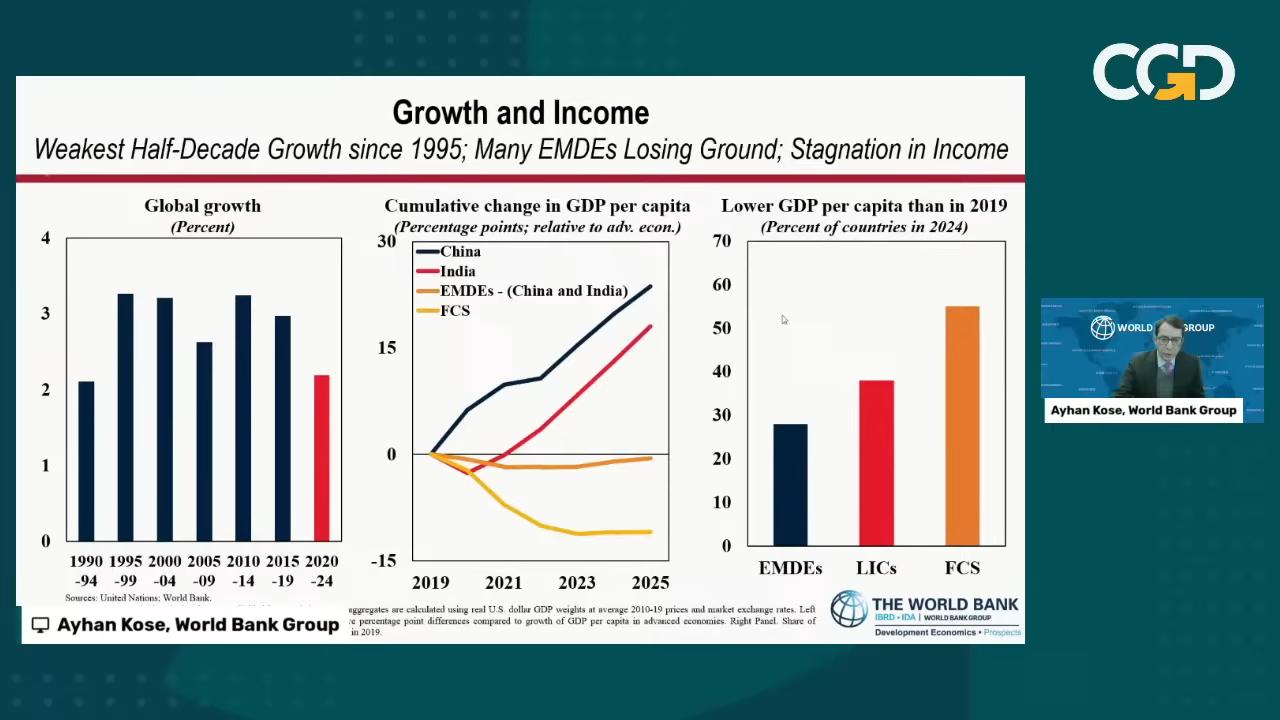 CGD
Growth and Income
Weakest Half-Decade Growth since 1995; Many EMDEs Losing Ground; Stagnation in Income
Global growth
(Percent)
4
3
2
1
0
1990 1995 2000 2005 2010 2015 2020
-94 -99 -04 -09 -14 -19 -24
Sources: United Nations; World Bank.
Cumulative change in GDP per capita
(Percentage points; relative to adv. econ.)
30
15
0
-15
China
India
EMDEs - (China and India)
FCS
2019 2021 2023 2025
Lower GDP per capita than in 2019
(Percent of countries in 2024)
70
60
50
40
30
20
10
0
EMDEs LICs FCS
aggregates are calculated using real U.S. dollar GDP weights at average 2010-19 prices and market exchange rates. Left
percentage point differences compared to growth of GDP per capita in advanced economies. Right Panel. Share of
in 2019.
THE WORLD BANK
IBRD • IDA | WORLD BANK GROUP
Development Economics • Prospects
Ayhan Kose, World Bank Group
WORLD GROUP
Ayhan Kose, World Bank Group